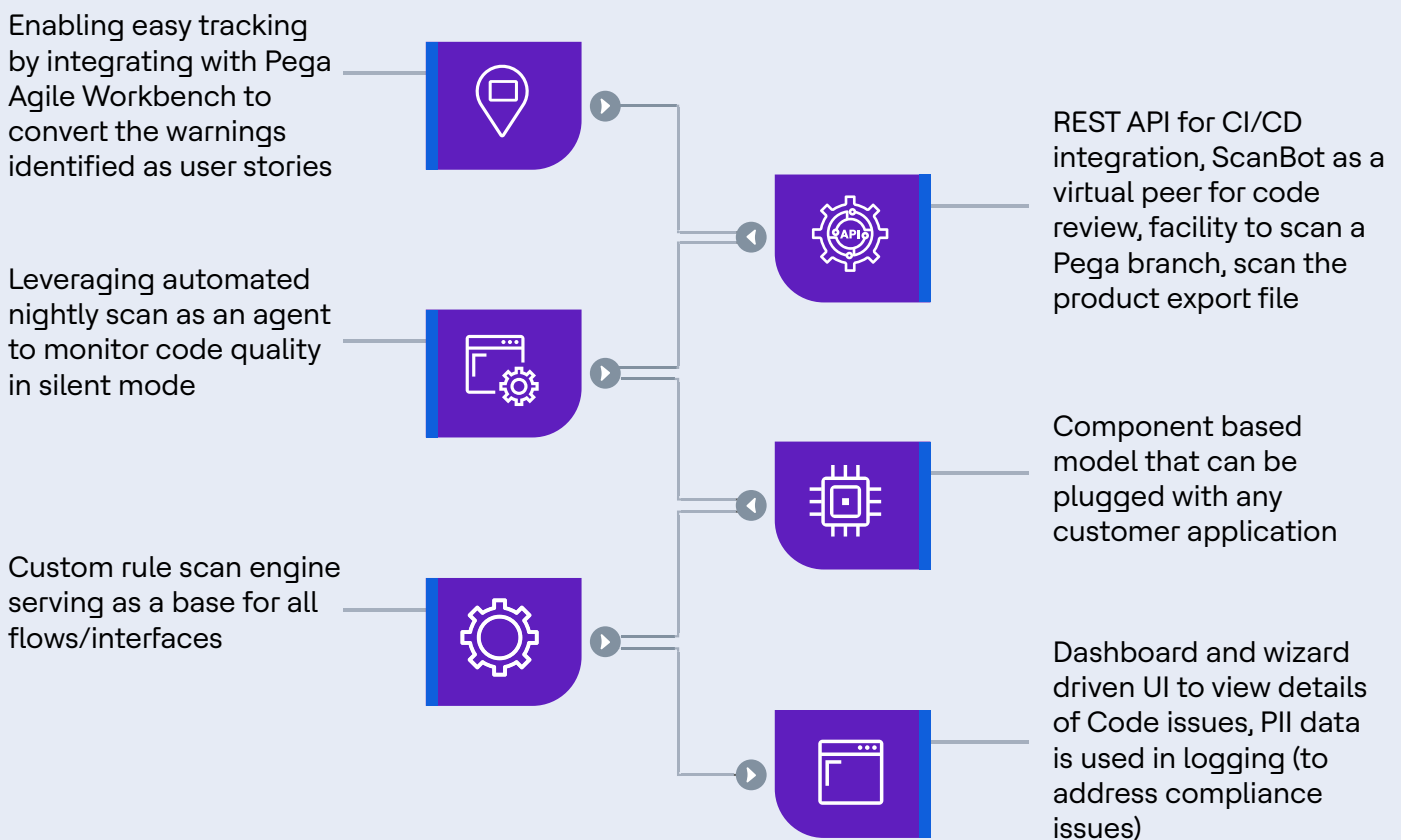 Enabling easy tracking
by integrating with Pega
Agile Workbench to
convert the warnings
identified as user stories
REST API for CI/CD
integration, ScanBot as a
virtual peer for code
review, facility to scan a
Pega branch, scan the
product export file
API
Leveraging automated
nightly scan as an agent
to monitor code quality
in silent mode
Component based
model that can be
plugged with any
customer application
Custom rule scan engine
serving as a base for all
flows/interfaces
Dashboard and wizard
driven UI to view details
of Code issues, PII data
is used in logging (to
address compliance
issues)